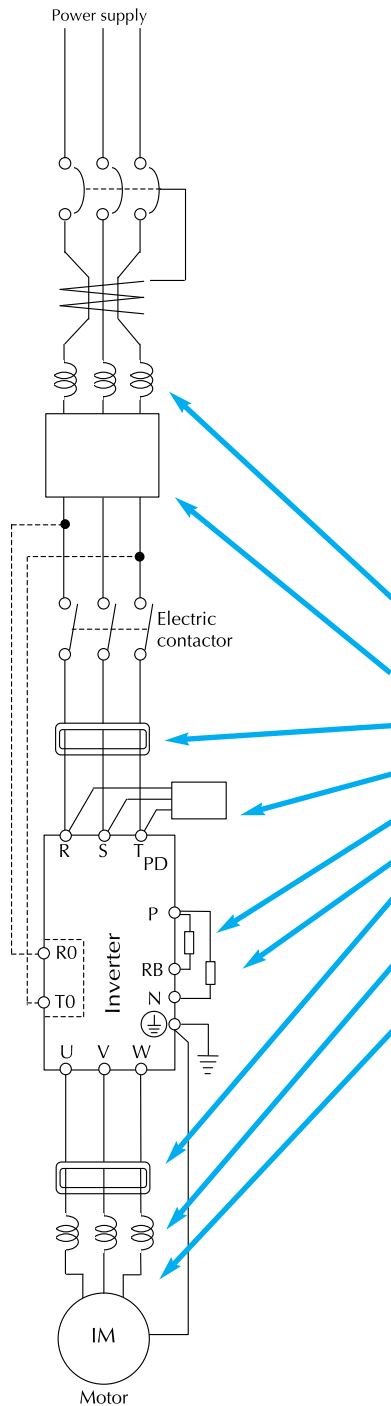 Power supply
Electric
contactor
R
S
T
PD
P
R0
RB
Inverter
N
T0
U
V
W
IM
Motor